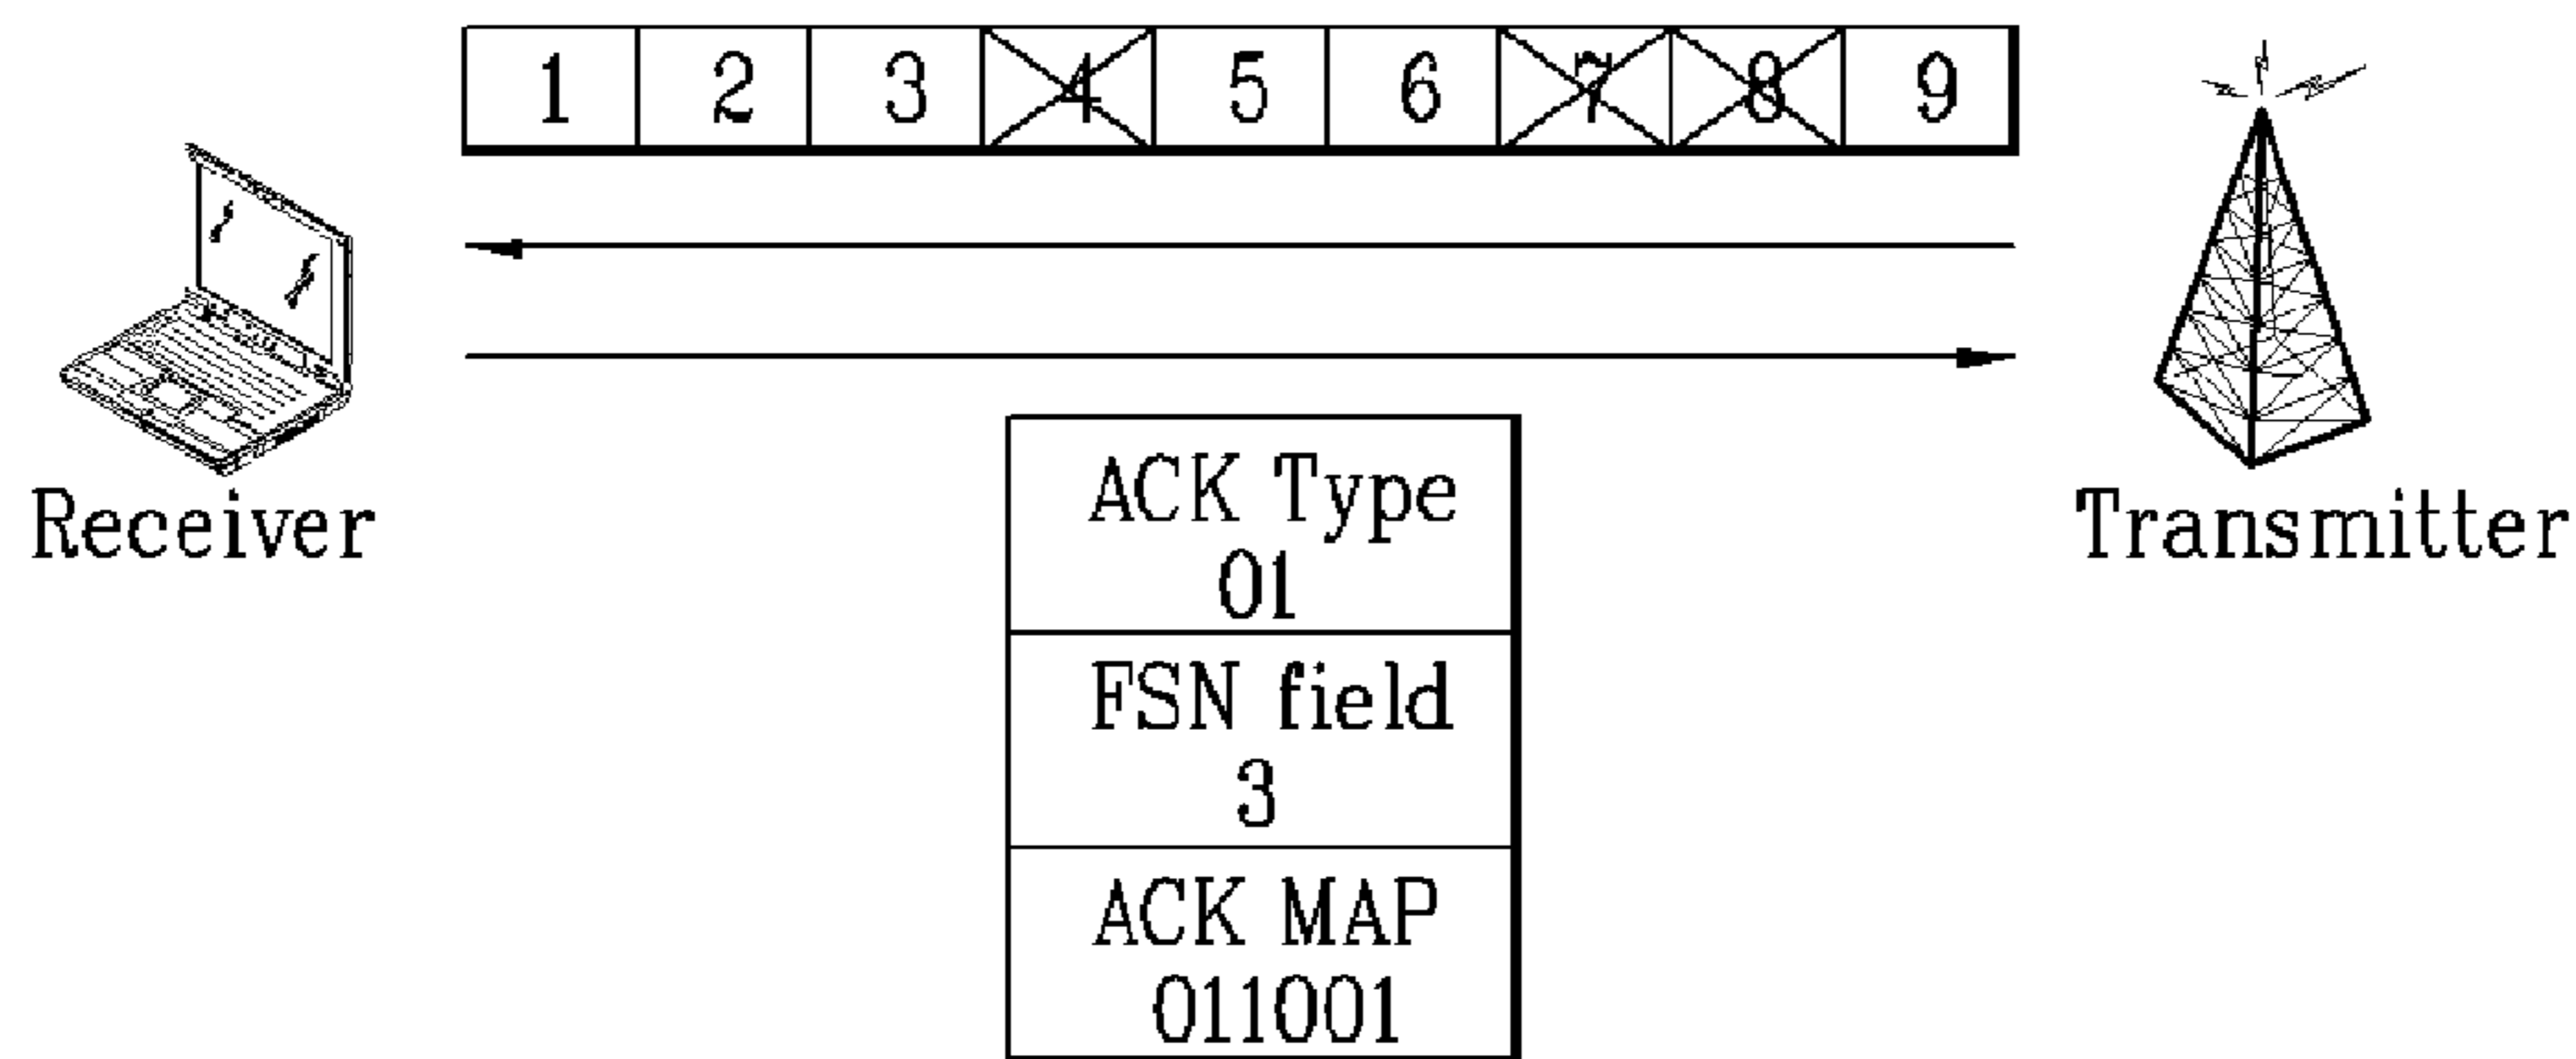 1 2 3 4 5 6 7 8 9
Receiver
Transmitter
ACK Type
01
FSN field
3
ACK MAP
011001